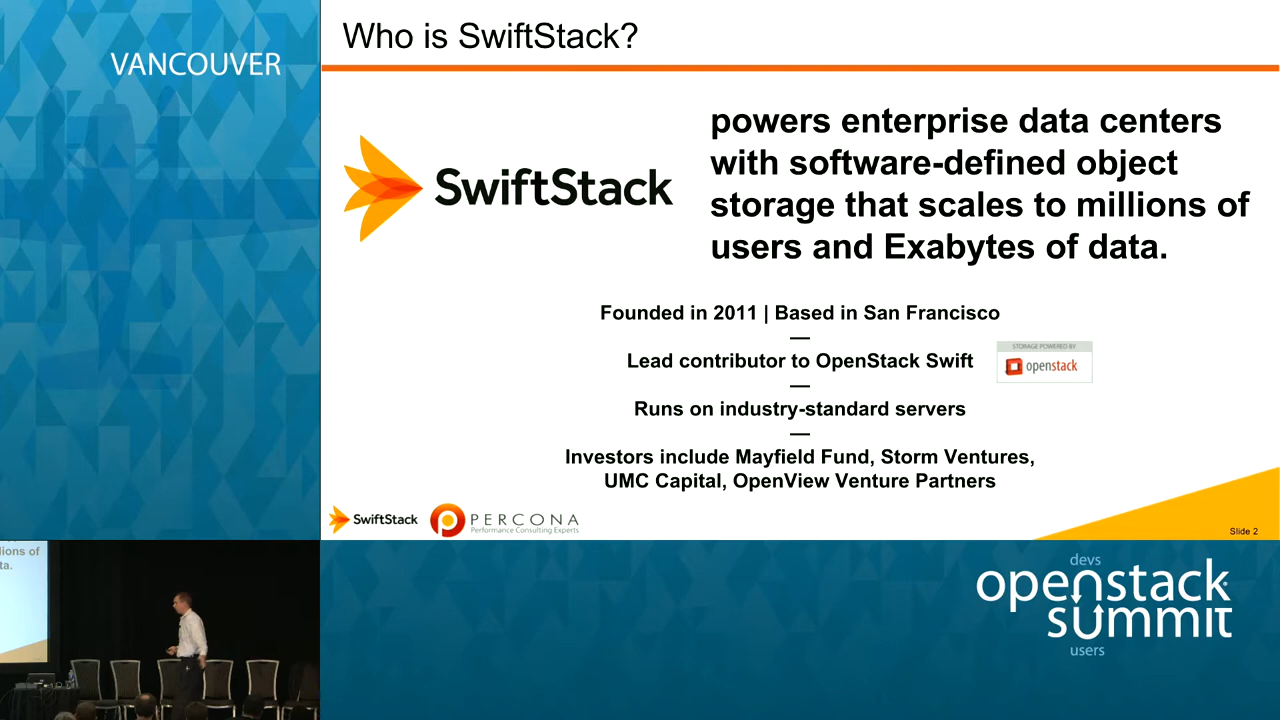 VANCOUVER
Who is SwiftStack?
SwiftStack
powers enterprise data centers
with software-defined object
storage that scales to millions of
users and Exabytes of data.
Founded in 2011 | Based in San Francisco
—
Lead contributor to OpenStack Swift
STORAGE POWERED BY
openstack
—
Runs on industry-standard servers
—
Investors include Mayfield Fund, Storm Ventures,
UMC Capital, OpenView Venture Partners
SwiftStack
PERCONA
Performance Consulting Experts
Slide 2
lions of
ta.
devs
openstack
summit
users